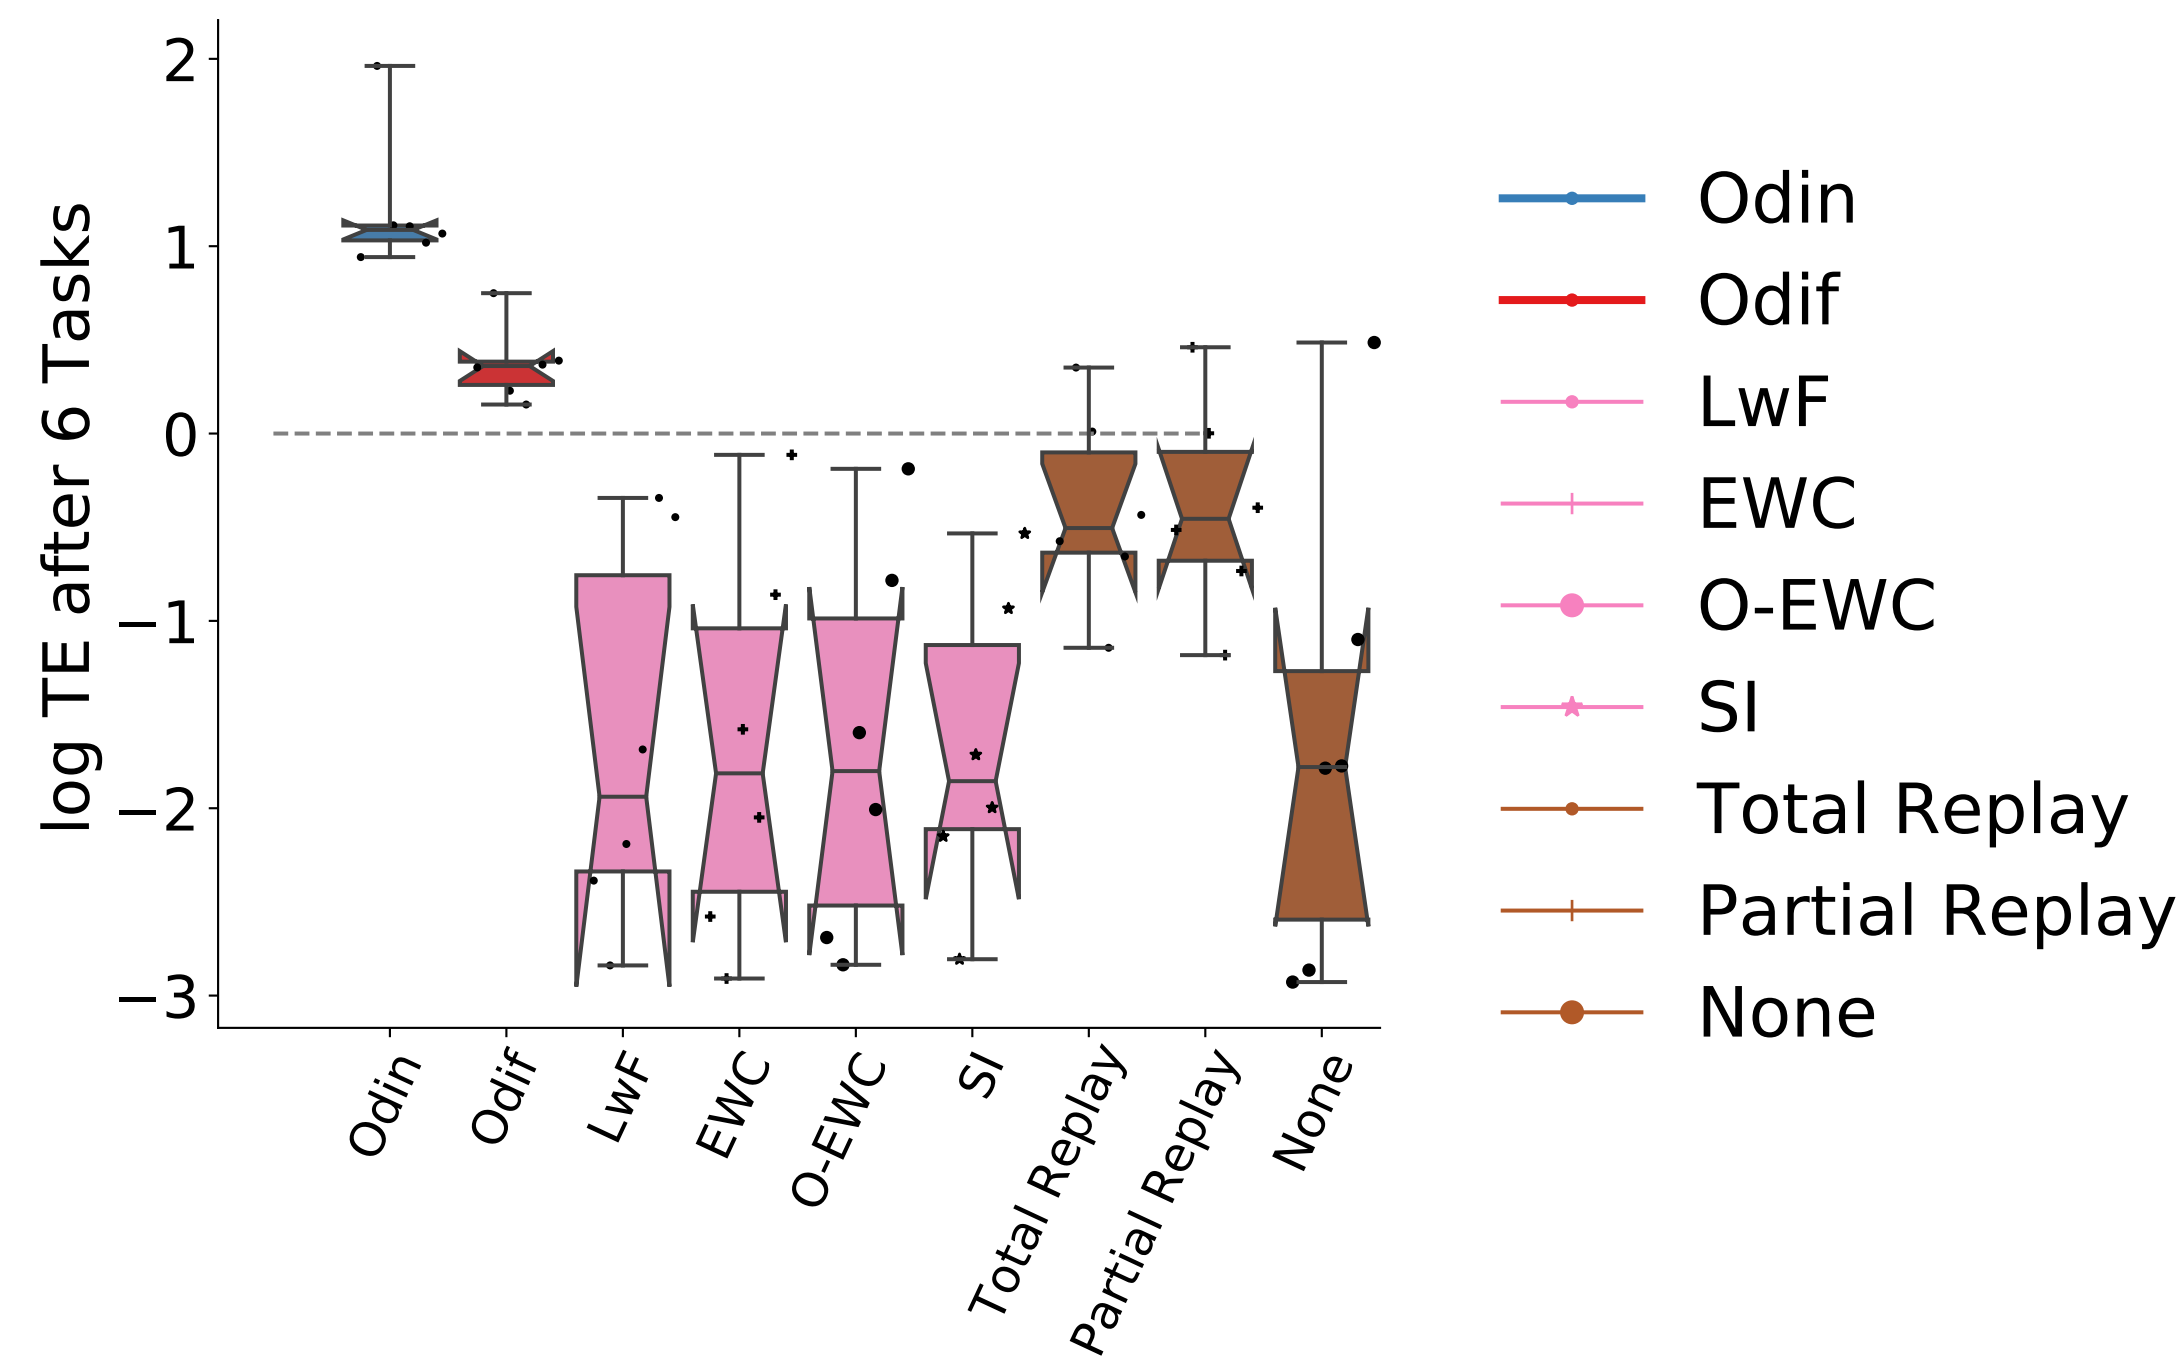 log TE after 6 Tasks
2
1
0
−1
−2
−3
Odin
Odif
LwF
EWC
O-EWC
SI
Total Replay
Partial Replay
None
Odin
Odif
LwF
EWC
O-EWC
SI
Total Replay
Partial Replay
None